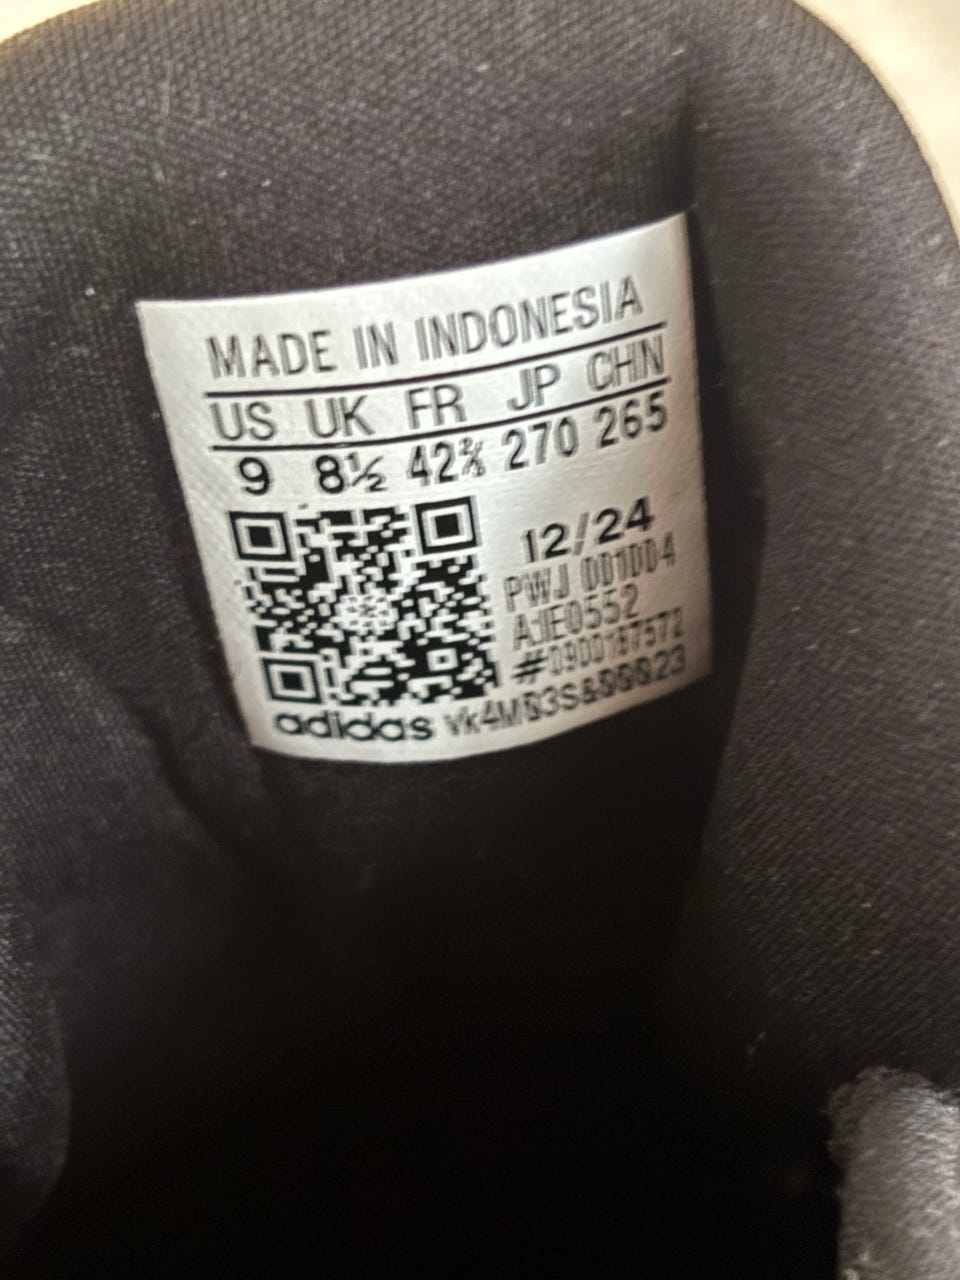 MADE IN INDONESIA
US UK FR JP CHN
9 8½ 42⅔ 270 265
12/24
PWJ 001004
A1E0552
adidas